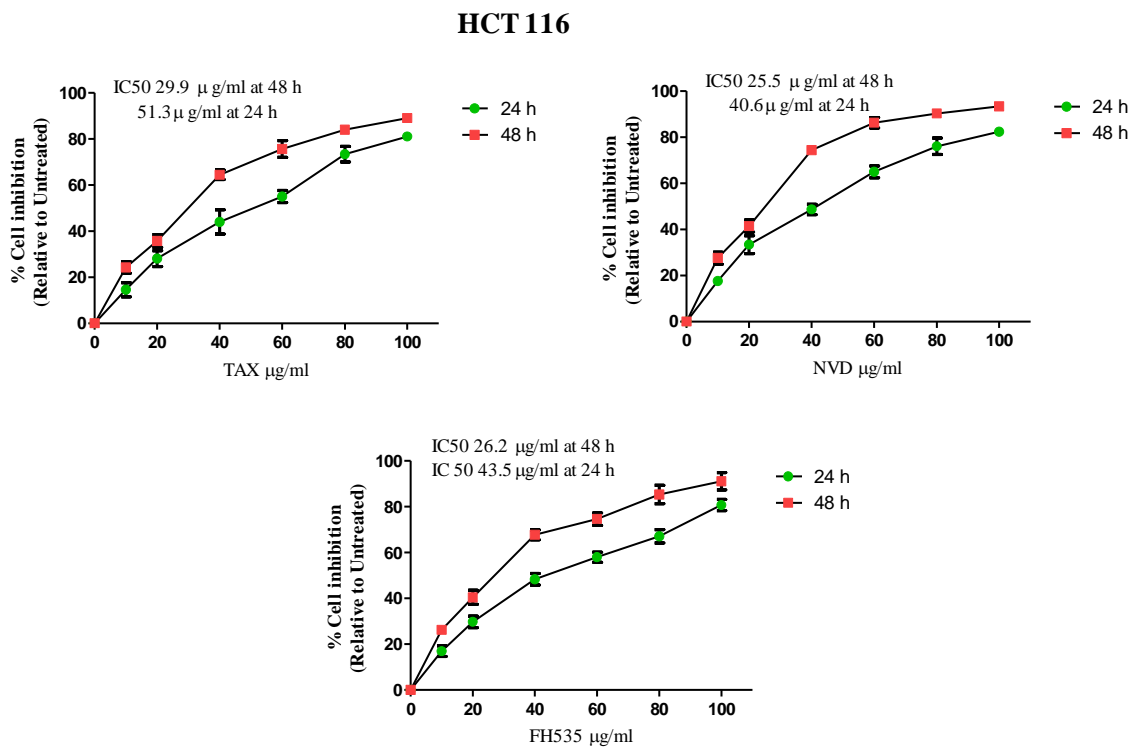 HCT 116
IC50 29.9 μ g/ml at 48 h
51.3μ g/ml at 24 h
% Cell inhibition
(Relative to Untreated)
100
80
60
40
20
0
0 20 40 60 80 100
TAX μg/ml
24 h
48 h
IC50 25.5 μ g/ml at 48 h
40.6μ g/ml at 24 h
% Cell inhibition
(Relative to Untreated)
100
80
60
40
20
0
0 20 40 60 80 100
NVD μg/ml
24 h
48 h
IC50 26.2 μg/ml at 48 h
IC 50 43.5 μg/ml at 24 h
% Cell inhibition
(Relative to Untreated)
100
80
60
40
20
0
0 20 40 60 80 100
FH535 μg/ml
24 h
48 h